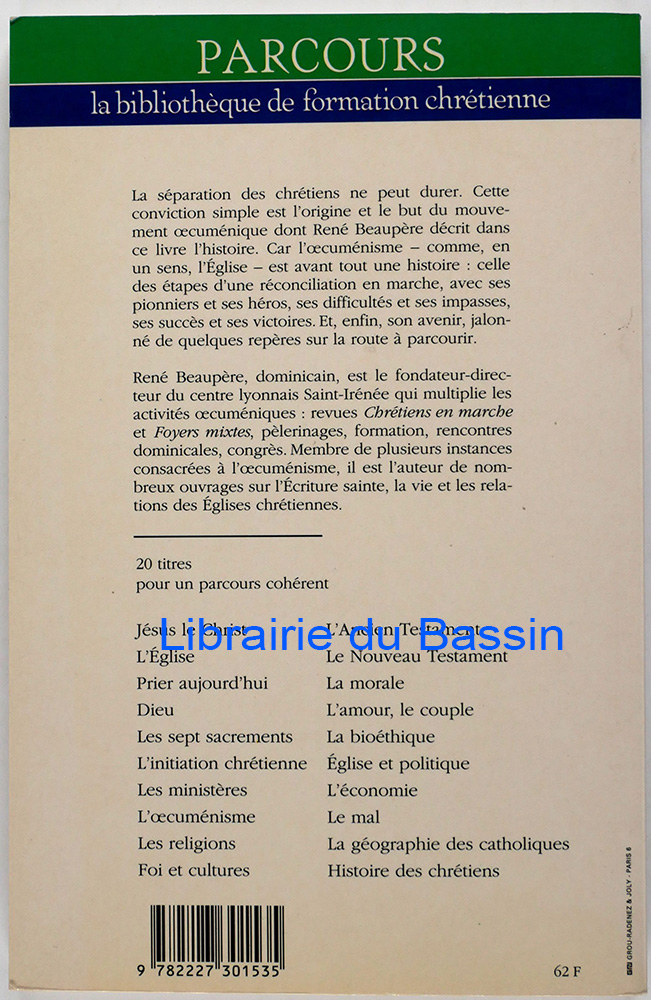 PARCOURS
la bibliothèque de formation chrétienne
La séparation des chrétiens ne peut durer. Cette
conviction simple est l'origine et le but du mouve-
ment œcuménique dont René Beaupère décrit dans
ce livre l'histoire. Car l'œcuménisme – comme, en
un sens, l'Église – est avant tout une histoire : celle
des étapes d'une réconciliation en marche, avec ses
pionniers et ses héros, ses difficultés et ses impasses,
ses succès et ses victoires. Et, enfin, son avenir, jalon-
né de quelques repères sur la route à parcourir.
René Beaupère, dominicain, est le fondateur-direc-
teur du centre lyonnais Saint-Irénée qui multiplie les
activités œcuméniques : revues Chrétiens en marche
et Foyers mixtes, pèlerinages, formation, rencontres
dominicales, congrès. Membre de plusieurs instances
consacrées à l'œcuménisme, il est l'auteur de nom-
breux ouvrages sur l'Écriture sainte, la vie et les rela-
tions des Églises chrétiennes.
20 titres
pour un parcours cohérent
Jésus le Christ
L'Église
Prier aujourd'hui
Dieu
Les sept sacrements
L'initiation chrétienne
Les ministères
L'œcuménisme
Les religions
Foi et cultures
L'Ancien Testament
Le Nouveau Testament
La morale
L'amour, le couple
La bioéthique
Église et politique
L'économie
Le mal
La géographie des catholiques
Histoire des chrétiens
Librairie du Bassin
9 782227 301535
62 F
GROU-RADENEZ & JOLY - PARIS 6